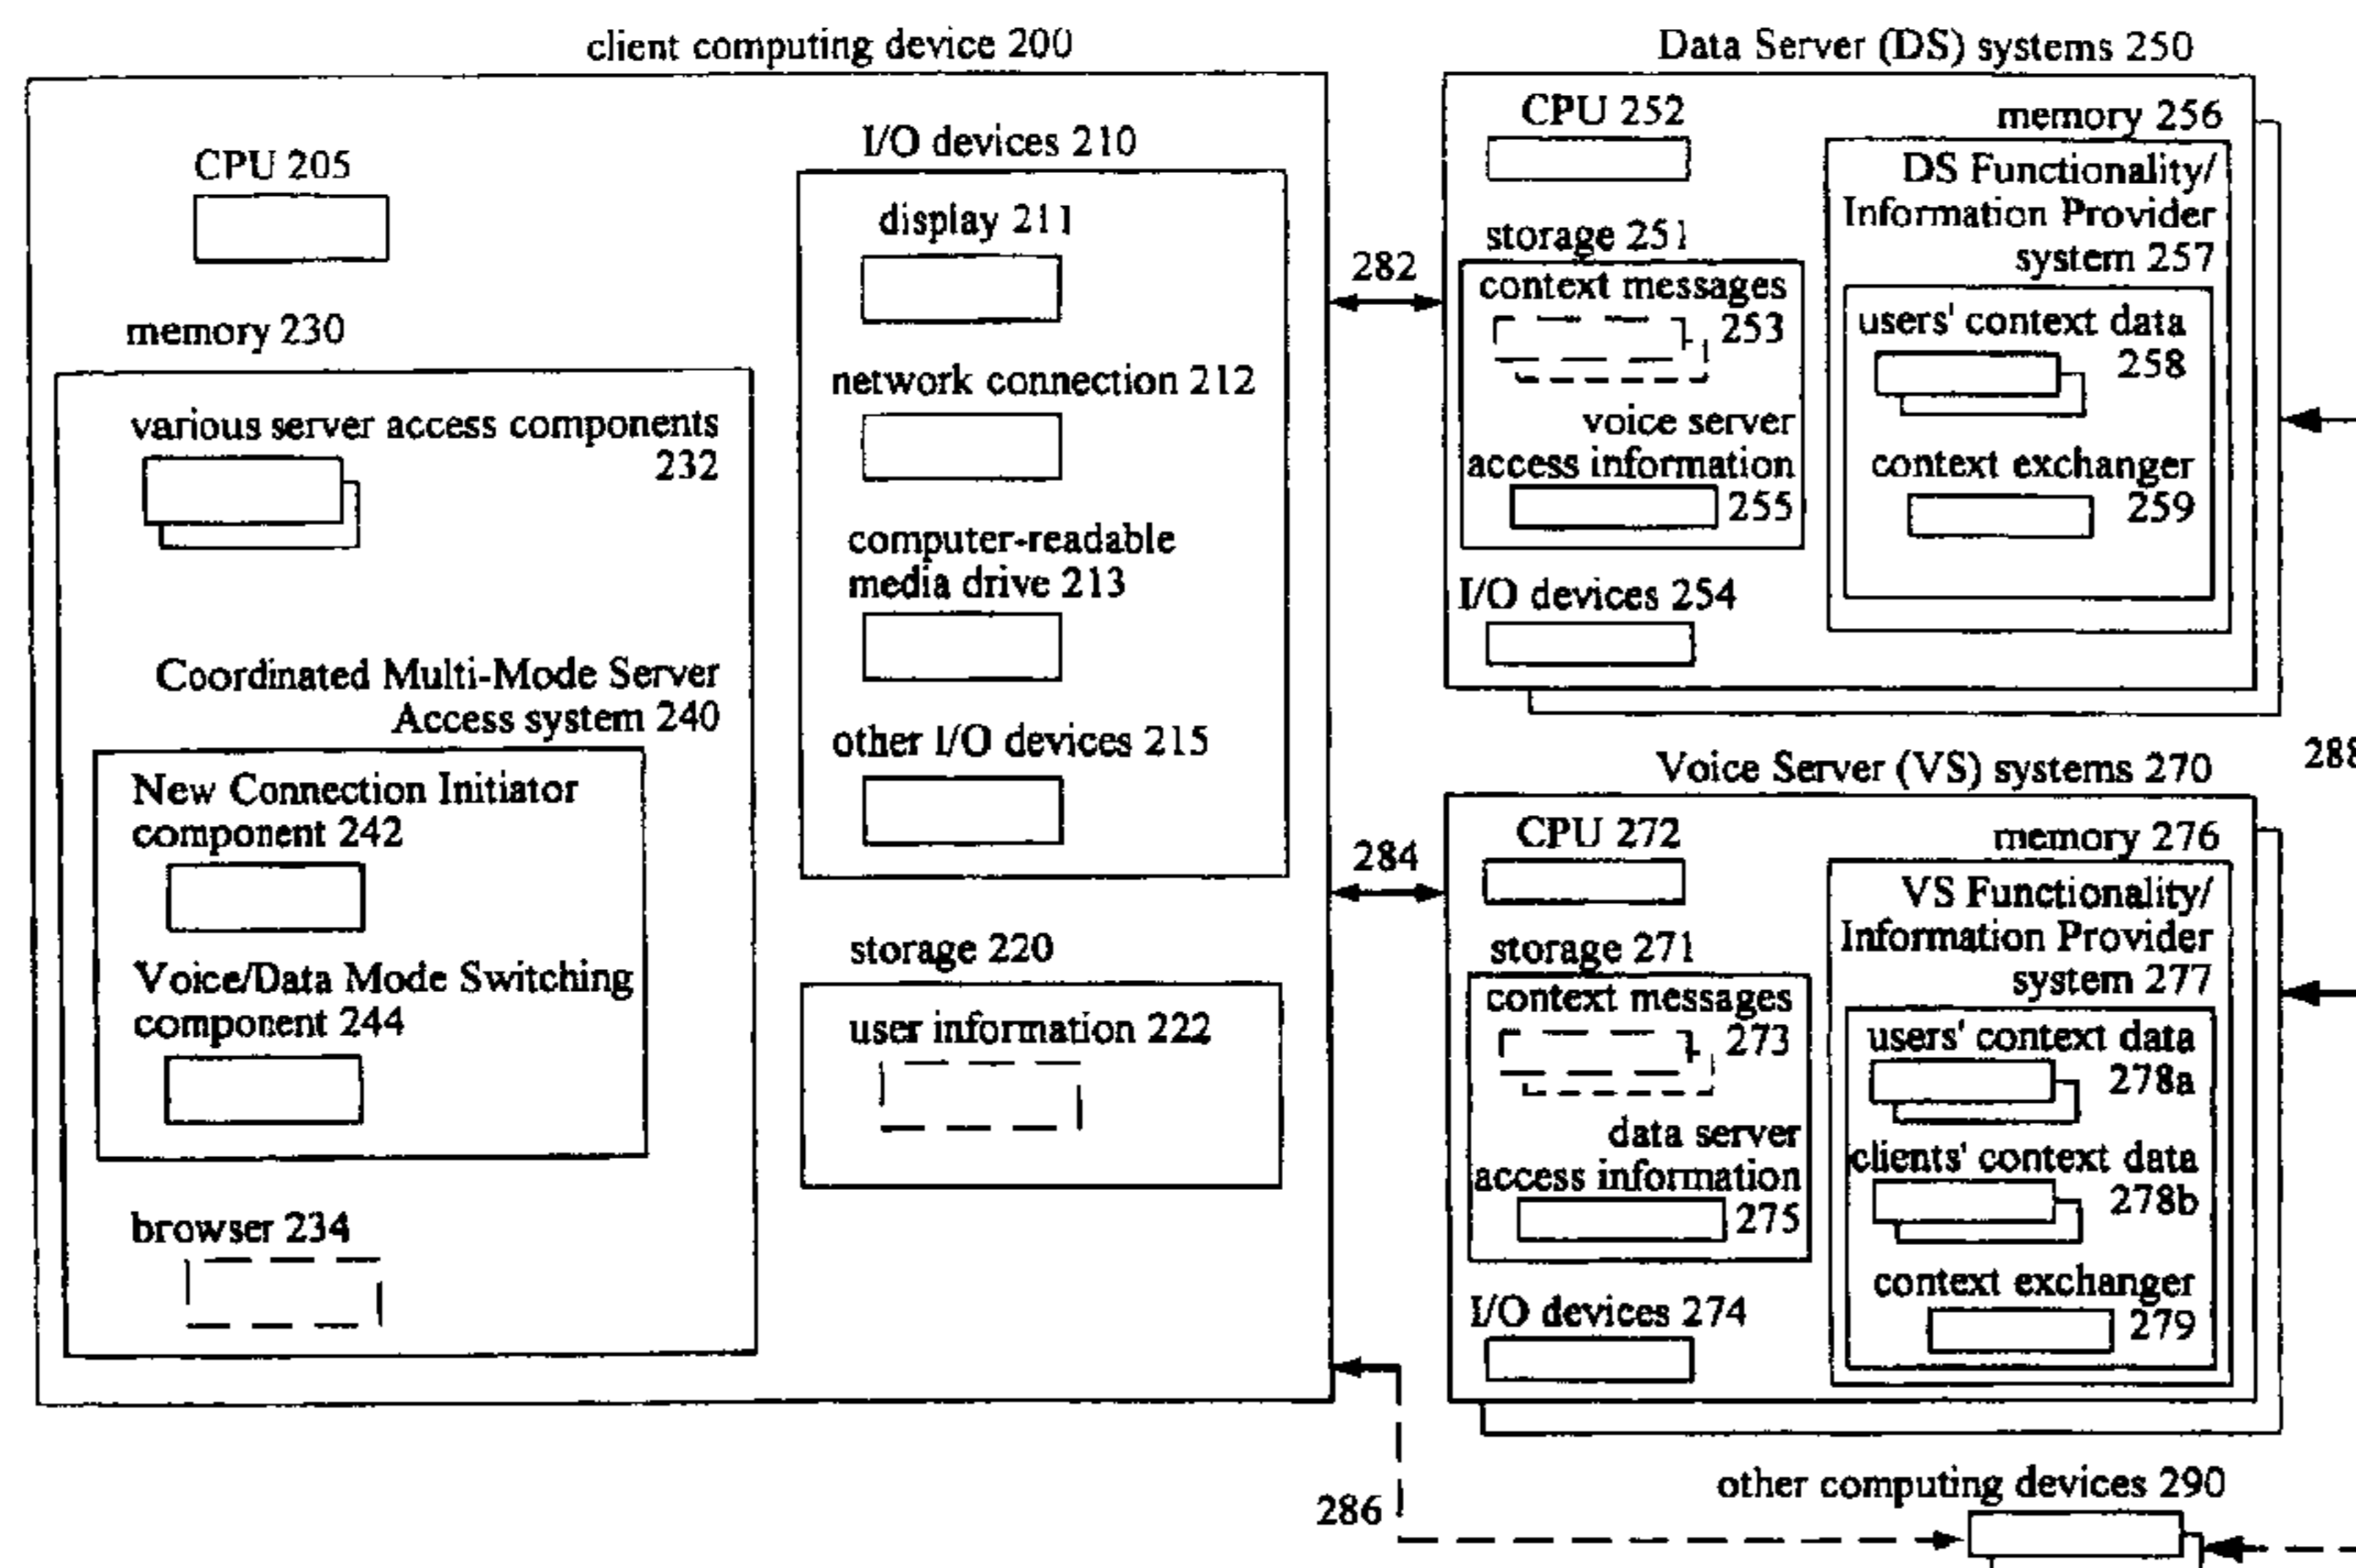 client computing device 200
CPU 205
memory 230
various server access components
232
Coordinated Multi-Mode Server
Access system 240
New Connection Initiator
component 242
Voice/Data Mode Switching
component 244
browser 234
I/O devices 210
display 211
network connection 212
computer-readable
media drive 213
other I/O devices 215
storage 220
user information 222
282
284
286
Data Server (DS) systems 250
CPU 252
storage 251
context messages
253
voice server
access information
255
I/O devices 254
memory 256
DS Functionality/
Information Provider
system 257
users' context data
258
context exchanger
259
288
Voice Server (VS) systems 270
CPU 272
storage 271
context messages
273
data server
access information
275
I/O devices 274
memory 276
VS Functionality/
Information Provider
system 277
users' context data
278a
clients' context data
278b
context exchanger
279
other computing devices 290